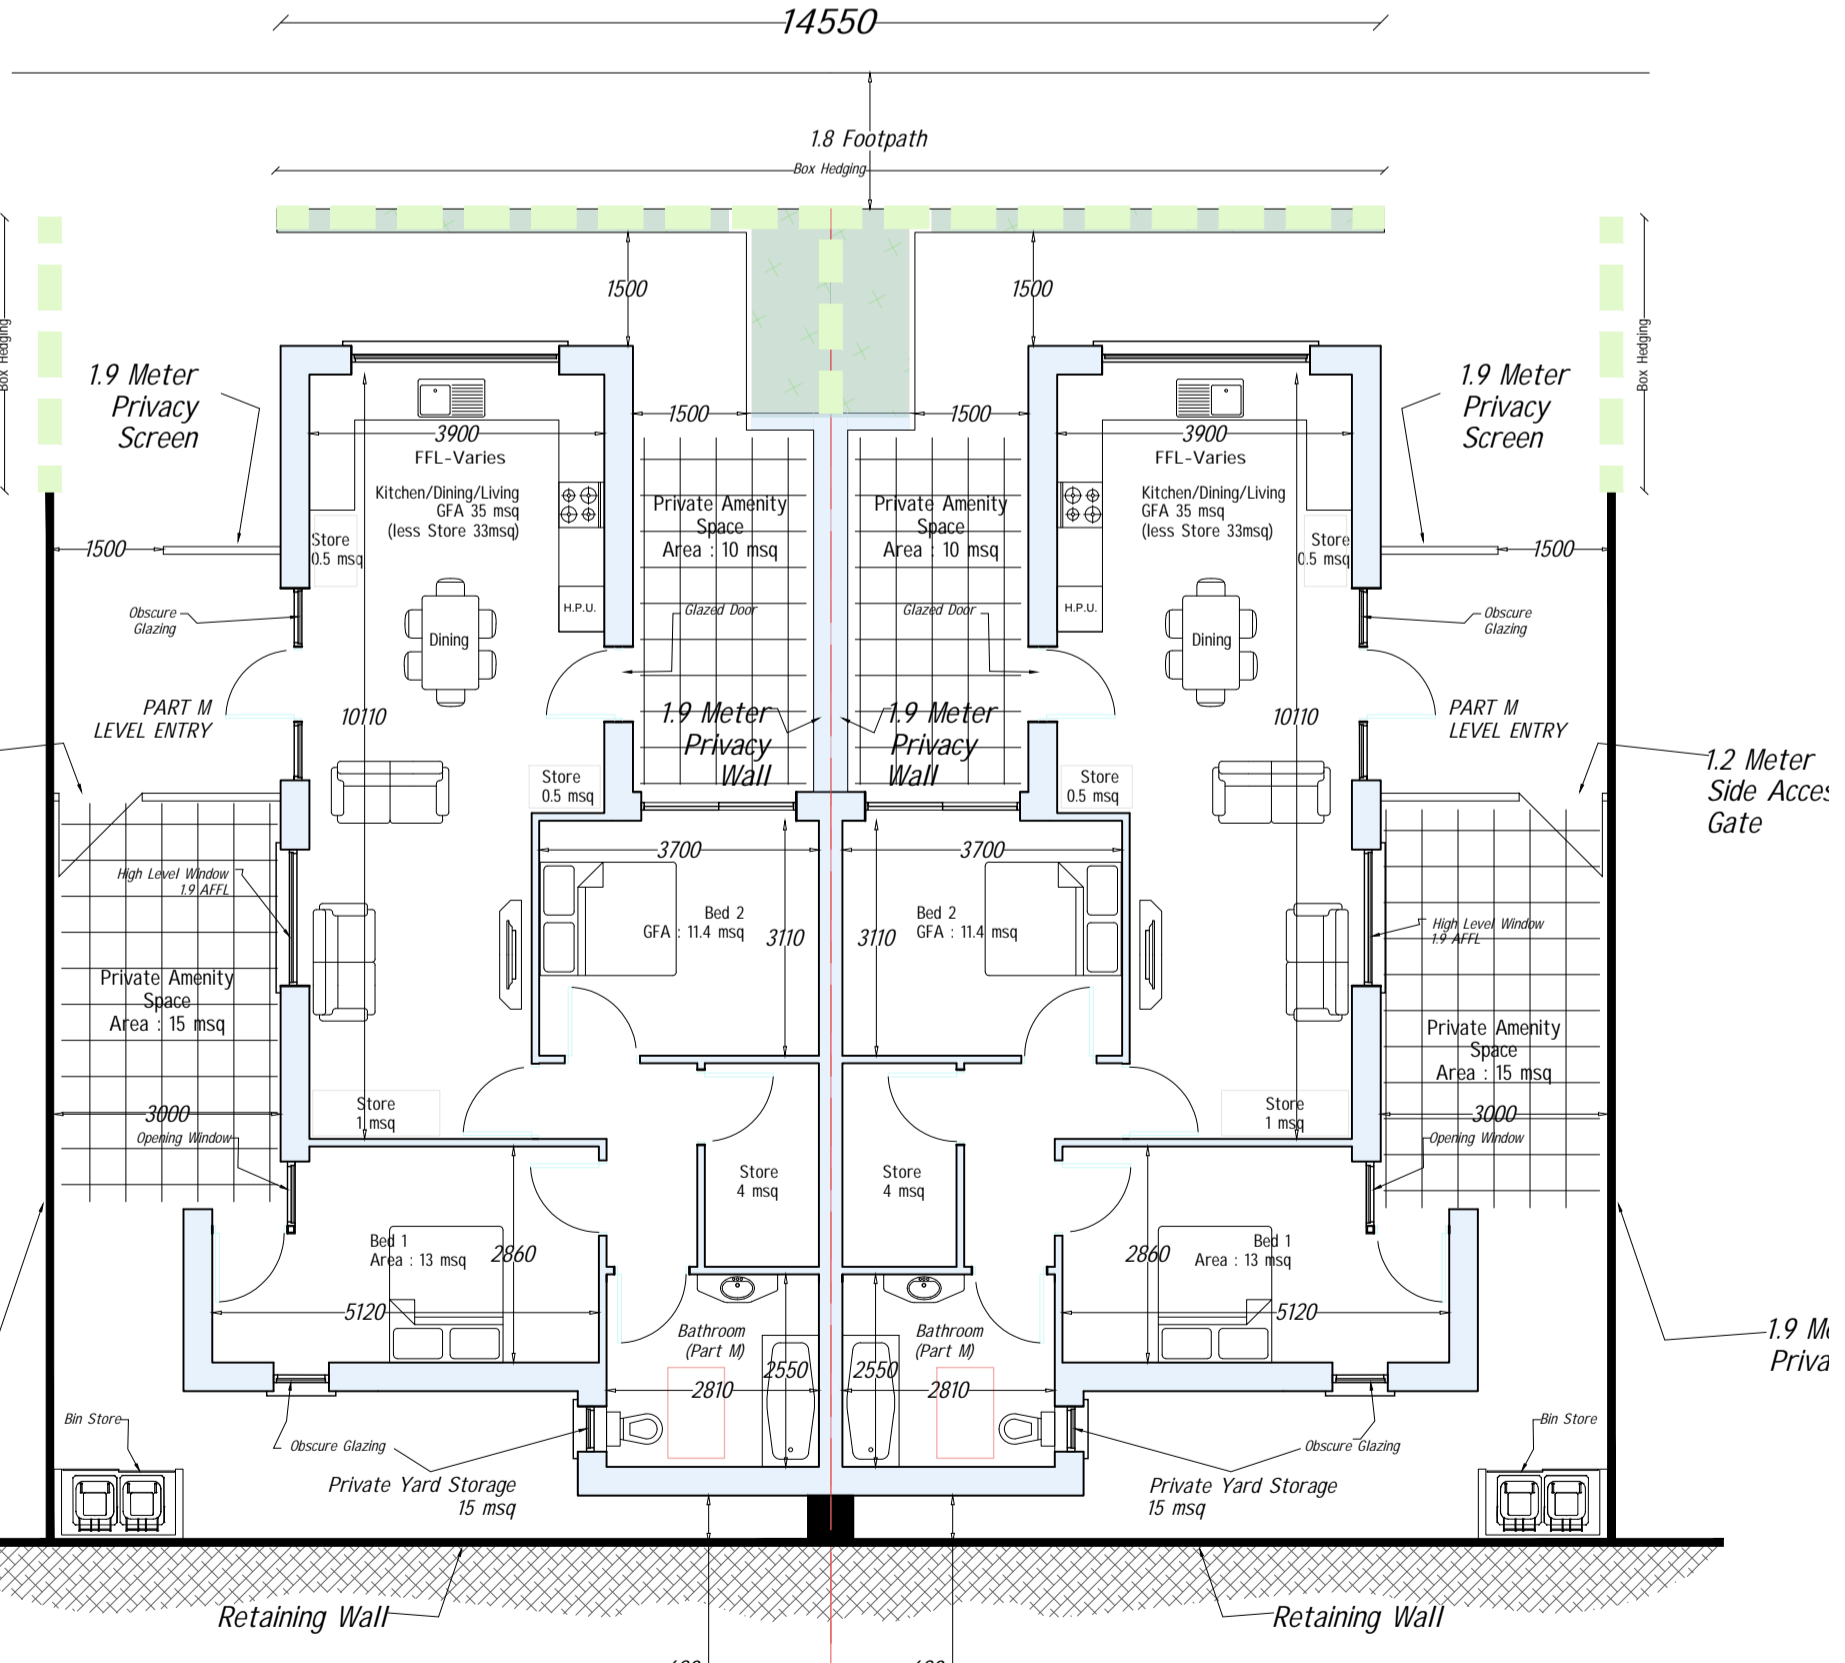 14550
1.8 Footpath
Box Hedging
1500
1500
Box Hedging
Box Hedging
1.9 Meter
Privacy
Screen
1.9 Meter
Privacy
Screen
1500
1500
3900
FFL-Varies
3900
FFL-Varies
Kitchen/Dining/Living
GFA 35 msq
(less Store 33msq)
Kitchen/Dining/Living
GFA 35 msq
(less Store 33msq)
Private Amenity
Space
Area : 10 msq
Private Amenity
Space
Area : 10 msq
1500
Store
0.5 msq
Store
0.5 msq
1500
Obscure
Glazing
H.P.U.
Glazed Door
Glazed Door
H.P.U.
Obscure
Glazing
Dining
Dining
PART M
LEVEL ENTRY
10110
1.9 Meter
Privacy
Wall
1.9 Meter
Privacy
Wall
10110
PART M
LEVEL ENTRY
1.2 Meter
Side Acces
Gate
Store
0.5 msq
Store
0.5 msq
3700
3700
High Level Window
1.9 AFFL
Bed 2
GFA : 11.4 msq
3110
3110
Bed 2
GFA : 11.4 msq
High Level Window
1.9 AFFL
Private Amenity
Space
Area : 15 msq
Private Amenity
Space
Area : 15 msq
3000
Store
1 msq
Store
1 msq
3000
Opening Window
Opening Window
Store
4 msq
Store
4 msq
Bed 1
Area : 13 msq
2860
2860
Bed 1
Area : 13 msq
5120
5120
Bathroom
(Part M)
Bathroom
(Part M)
2550
2550
2810
2810
1.9 Me
Priva
Bin Store
Obscure Glazing
Obscure Glazing
Bin Store
Private Yard Storage
15 msq
Private Yard Storage
15 msq
Retaining Wall
Retaining Wall